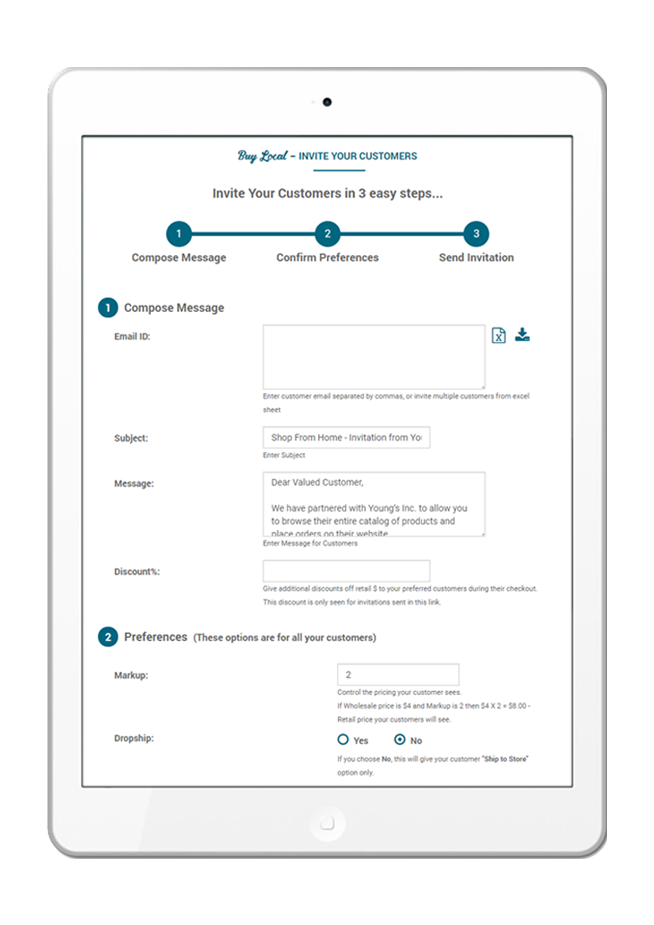 Buy Local – INVITE YOUR CUSTOMERS
Invite Your Customers in 3 easy steps...
1 2 3
Compose Message Confirm Preferences Send Invitation
1 Compose Message
Email ID:
Enter customer email separated by commas, or invite multiple customers from excel
sheet
Subject: Shop From Home - Invitation from You
Enter Subject
Message: Dear Valued Customer,
We have partnered with Young's Inc. to allow you
to browse their entire catalog of products and
place orders on their website
Enter Message for Customers
Discount%:
Give additional discounts off retail $ to your preferred customers during their checkout.
This discount is only seen for invitations sent in this link.
2 Preferences (These options are for all your customers)
Markup: 2
Control the pricing your customer sees.
If Wholesale price is $4 and Markup is 2 then $4 X 2 = $8.00 -
Retail price your customers will see.
Dropship: Yes No
If you choose No, this will give your customer "Ship to Store"
option only.